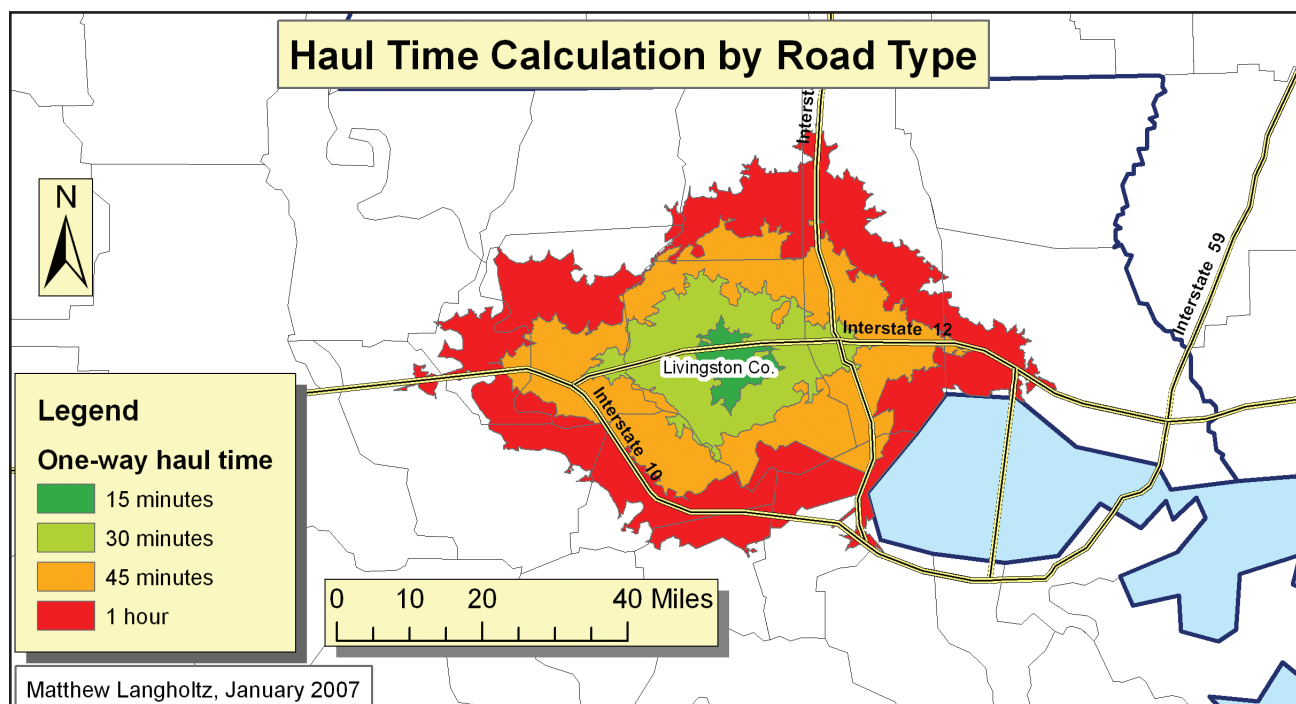 Haul Time Calculation by Road Type
N
Interstate 59
Interstate 12
Livingston Co.
Interstate 10
Legend
One-way haul time
15 minutes
30 minutes
45 minutes
1 hour
0 10 20 40 Miles
Matthew Langholtz, January 2007